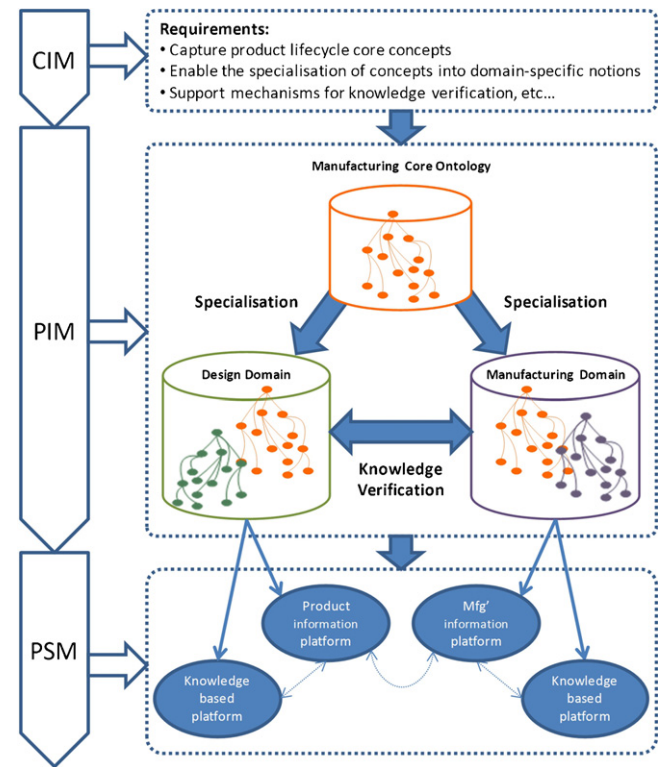 CIM
Requirements:
• Capture product lifecycle core concepts
• Enable the specialisation of concepts into domain-specific notions
• Support mechanisms for knowledge verification, etc...
PIM
Manufacturing Core Ontology
Specialisation
Specialisation
Design Domain
Manufacturing Domain
Knowledge
Verification
PSM
Product
information
platform
Mfg'
information
platform
Knowledge
based
platform
Knowledge
based
platform